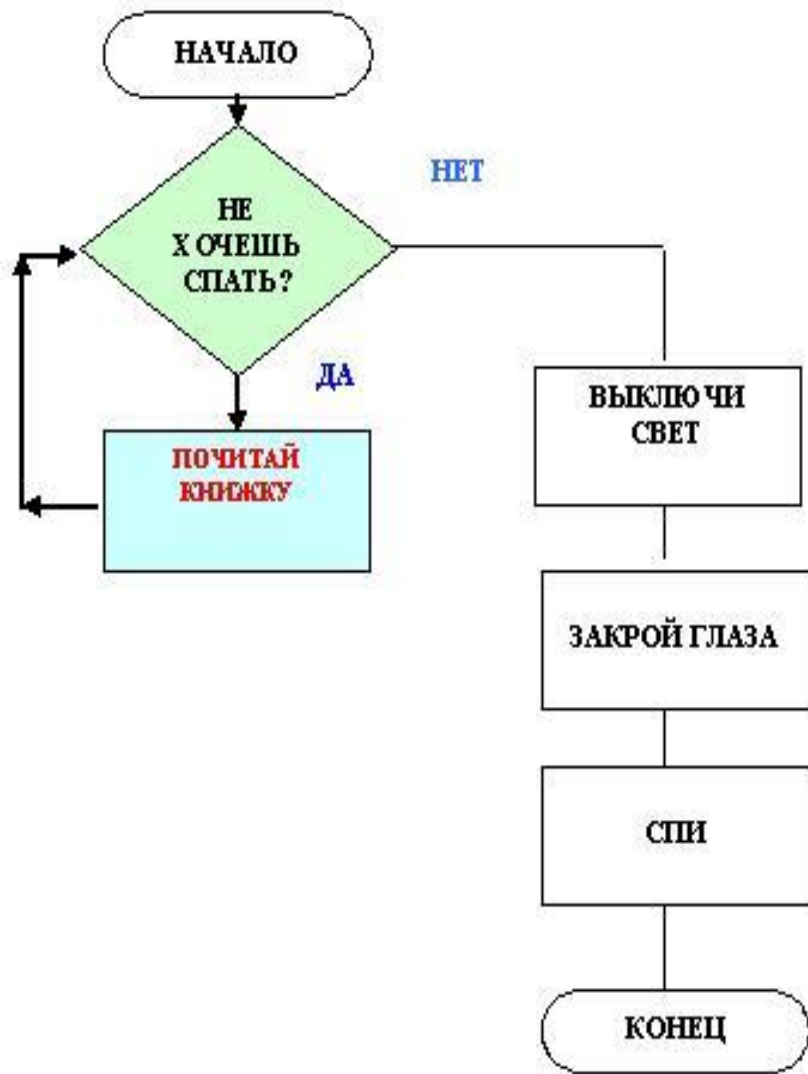 НАЧАЛО
НЕТ
НЕ
ХОЧЕШЬ
СПАТЬ?
ДА
ПОЧИТАЙ
КНИЖКУ
ВЫКЛЮЧИ
СВЕТ
ЗАКРОЙ ГЛАЗА
СПИ
КОНЕЦ